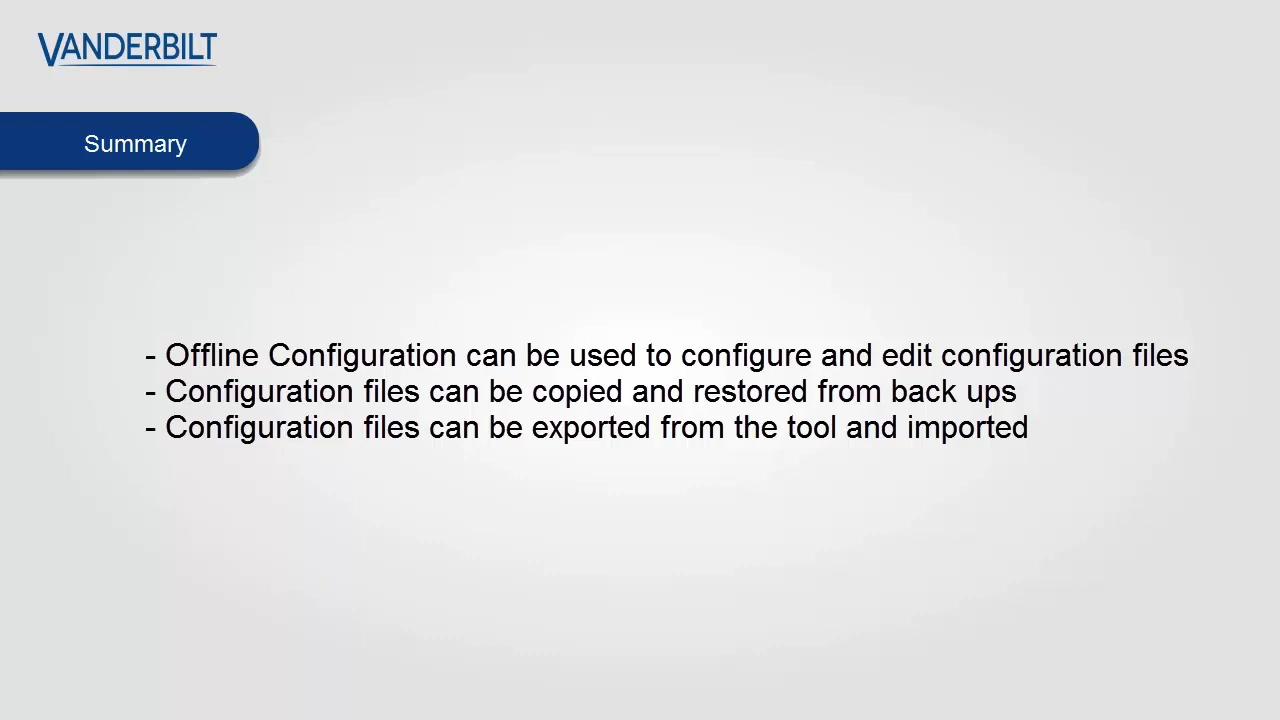 VANDERBILT
Summary
- Offline Configuration can be used to configure and edit configuration files
- Configuration files can be copied and restored from back ups
- Configuration files can be exported from the tool and imported